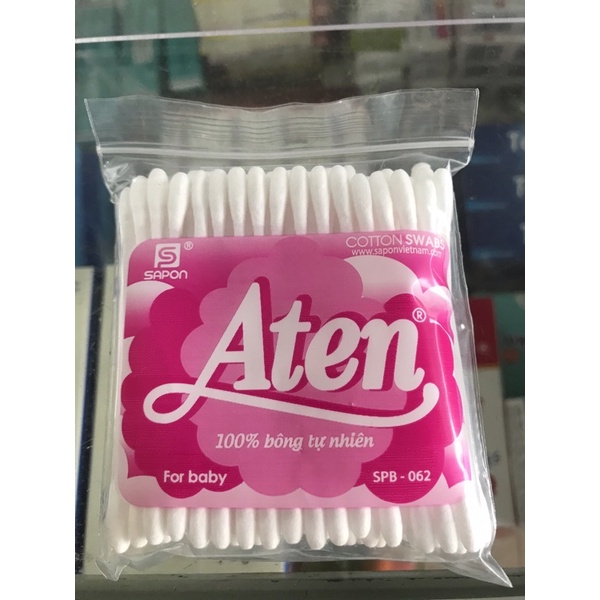 S ®
SAPON
COTTON SWABS
www.saponvietnam.com
Aten ®
100% bông tự nhiên
For baby
SPB - 062